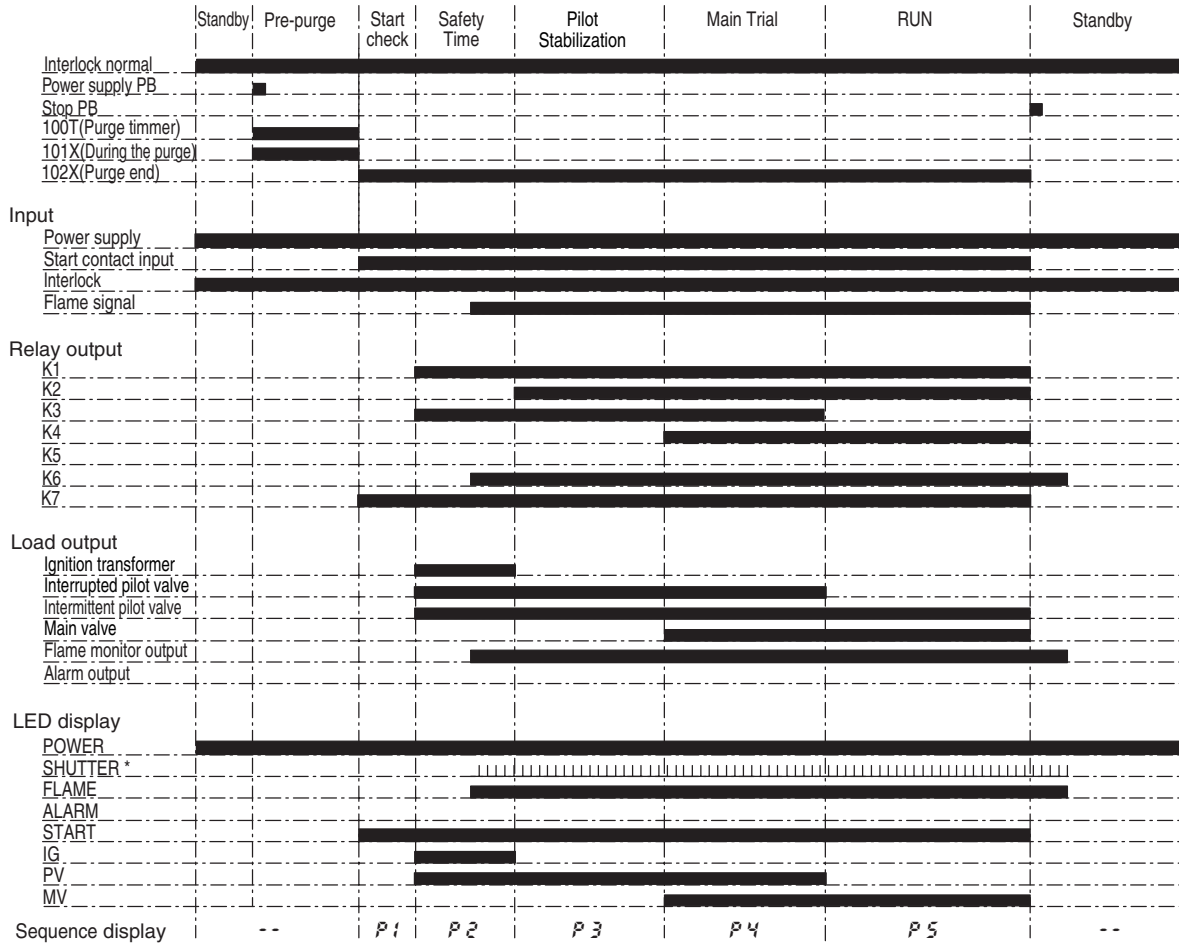 Standby Pre-purge Start check Safety Time Pilot Stabilization Main Trial RUN Standby
Interlock normal
Power supply PB
Stop PB
100T(Purge timmer)
101X(During the purge)
102X(Purge end)
Input
Power supply
Start contact input
Interlock
Flame signal
Relay output
K1
K2
K3
K4
K5
K6
K7
Load output
Ignition transformer
Interrupted pilot valve
Intermittent pilot valve
Main valve
Flame monitor output
Alarm output
LED display
POWER
SHUTTER *
FLAME
ALARM
START
IG
PV
MV
Sequence display -- P1 P2 P3 P4 P5 --